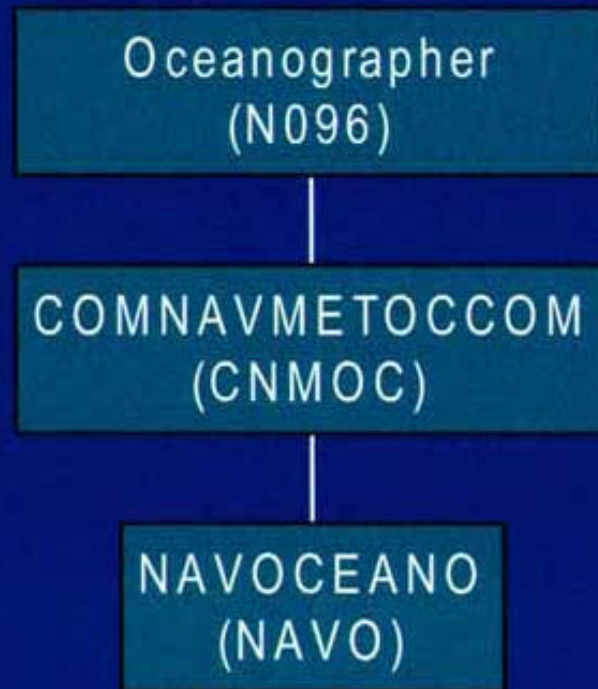 Oceanographer
(N096)
COMNAVMETOCCOM
(CNMOC)
NAVOCEANO
(NAVO)